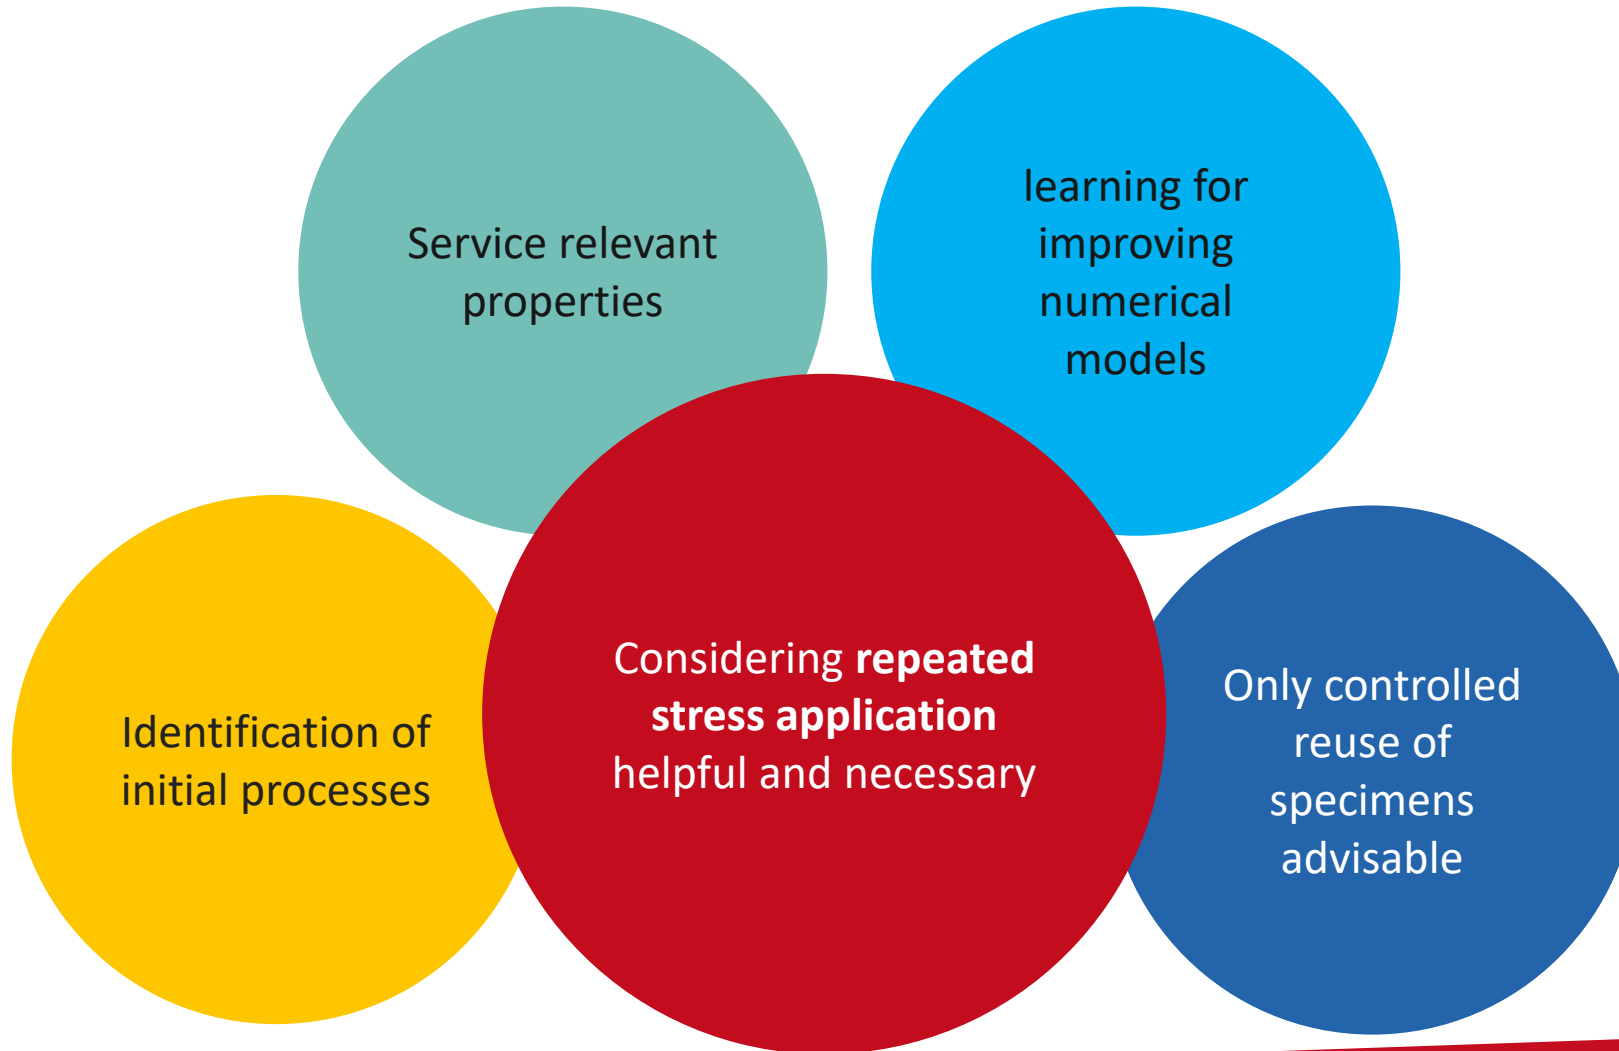 Service relevant
properties
learning for
improving
numerical
models
Identification of
initial processes
Considering repeated
stress application
helpful and necessary
Only controlled
reuse of
specimens
advisable